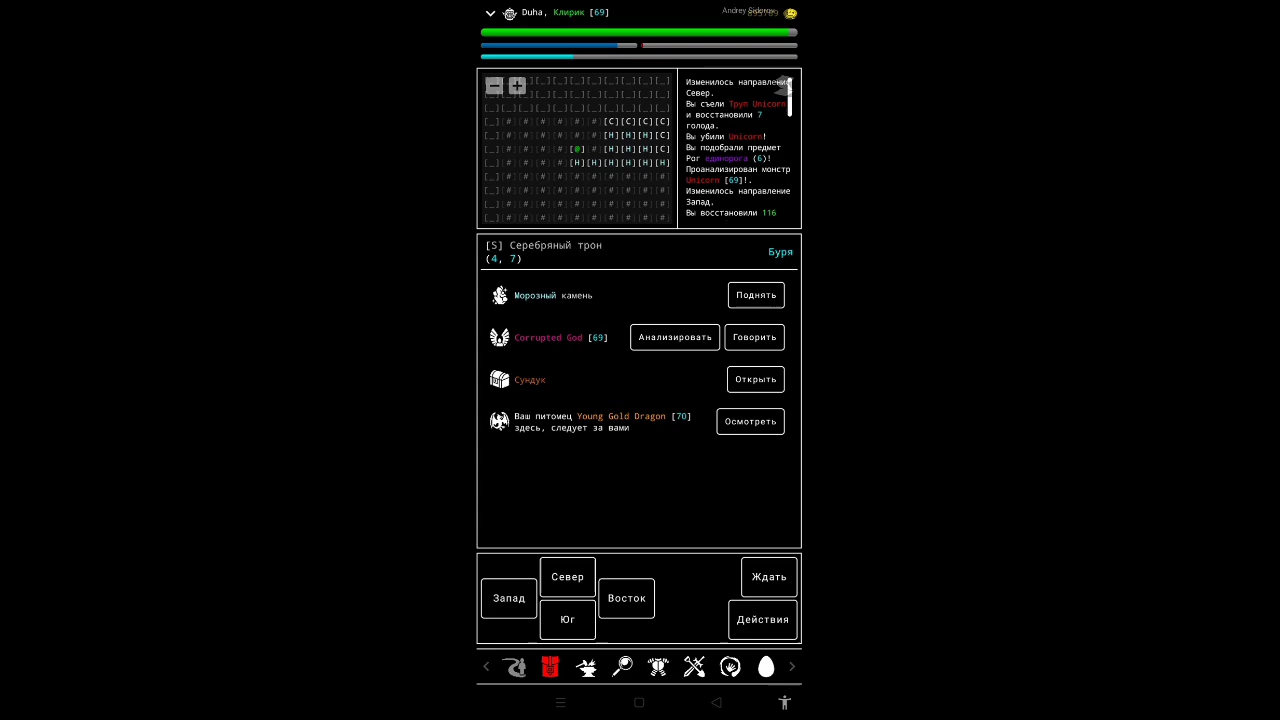 Duha, Клирик [69]
Andrey Sidorov
[_][_][_][_][_][_][_][_]
[_][_][_][_][_][_][_][_][_][_][_]
[_][_][_][_][_][_][_][_][_][_][_]
[_][#][#][#][#][#][#][C][C][C][C]
[_][#][#][#][#][#][#][H][H][H][C]
[_][#][#][#][#][@][#][H][H][H][C]
[_][#][#][#][#][H][H][H][H][H][H]
[_][#][#][#][#][#][#][#][#][#][#]
[_][#][#][#][#][#][#][#][#][#][#]
[_][#][#][#][#][#][#][#][#][#][#]
[_][#][#][#][#][#][#][#][#][#][#]
Изменилось направление
Север.
Вы съели Труп Unicorn
и восстановили 7
голода.
Вы убили Unicorn!
Вы подобрали предмет
Рог единорога (6)!
Проанализирован монстр
Unicorn [69]!.
Изменилось направление
Запад.
Вы восстановили 116
[S] Серебряный трон
(4, 7)
Буря
Морозный камень
Поднять
Corrupted God [69]
Анализировать
Говорить
Сундук
Открыть
Ваш питомец Young Gold Dragon [70]
здесь, следует за вами
Осмотреть
Север
Ждать
Запад
Восток
Юг
Действия